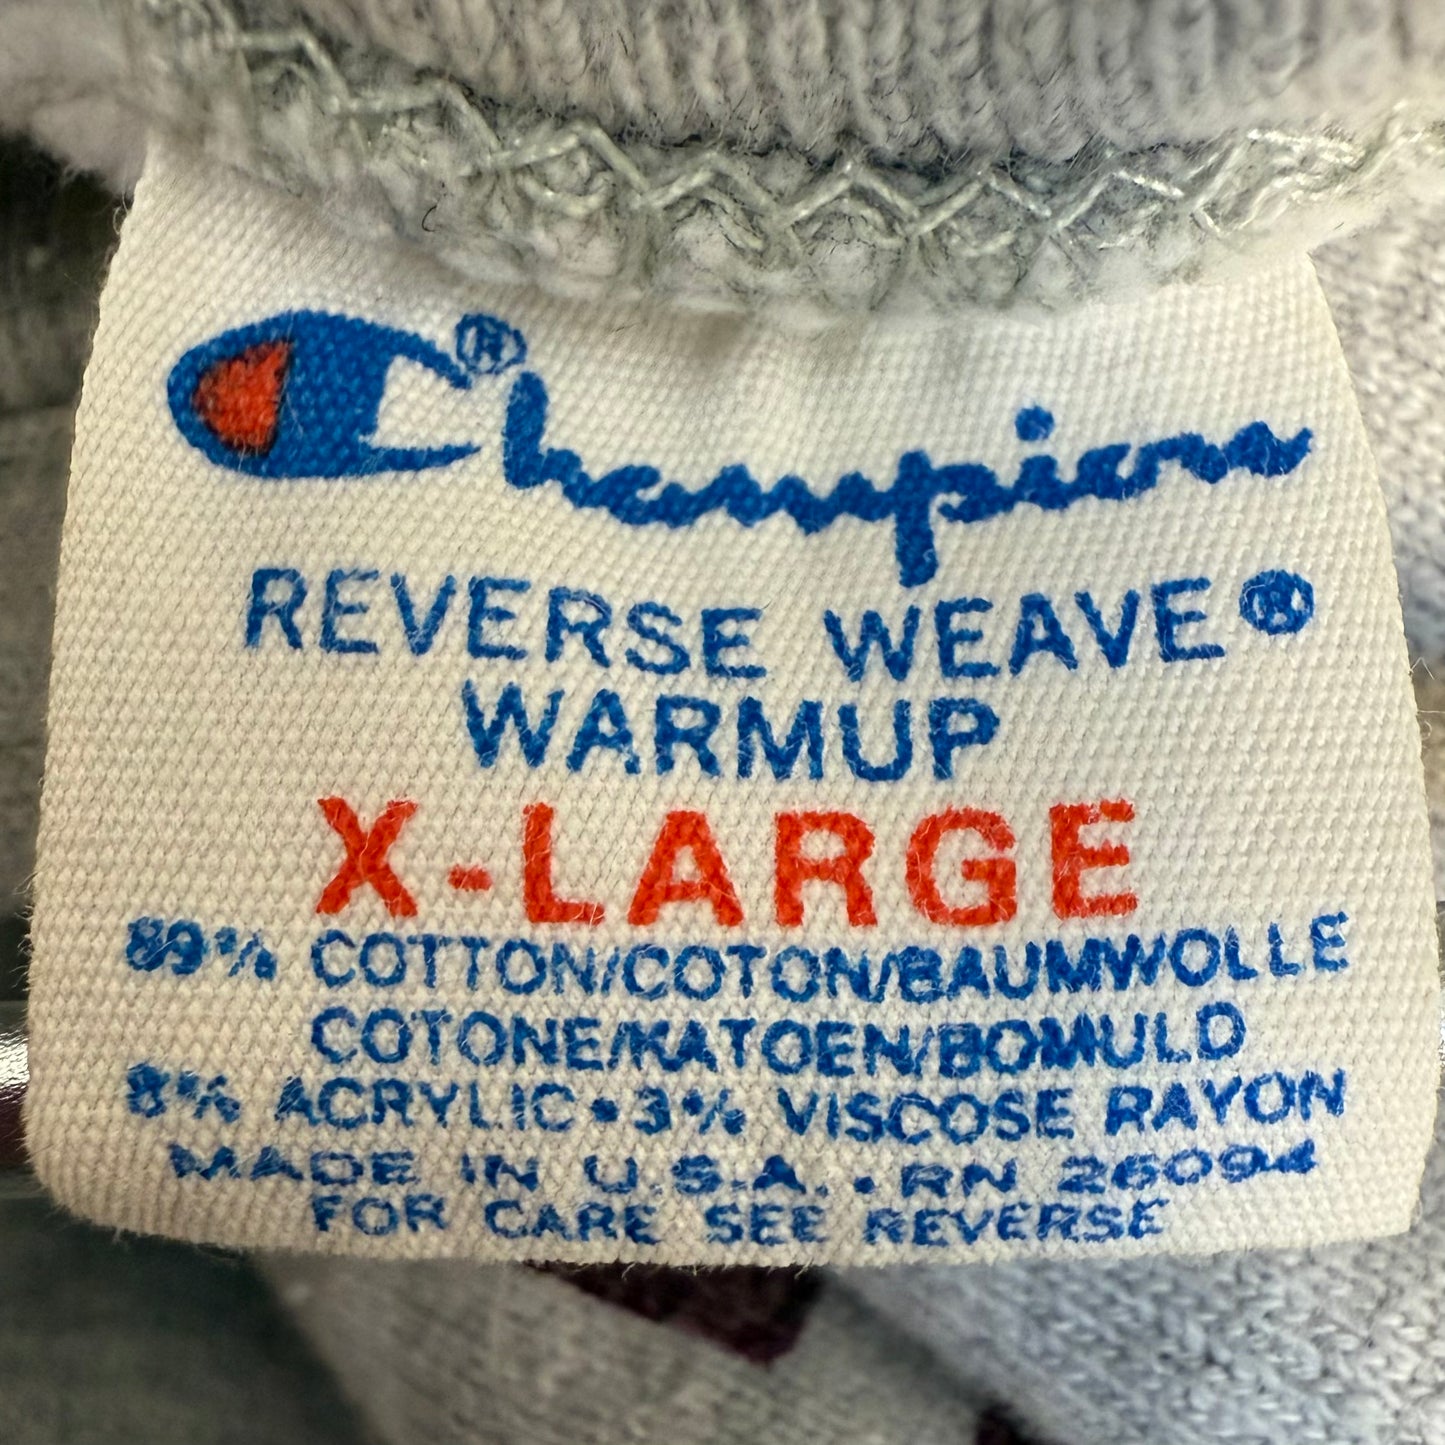 Champion®
REVERSE WEAVE®
WARMUP
X-LARGE
89% COTTON/COTON/BAUMWOLLE
COTONE/KATOEN/BOMULD
8% ACRYLIC • 3% VISCOSE RAYON
MADE IN U.S.A. • RN 26094
FOR CARE SEE REVERSE